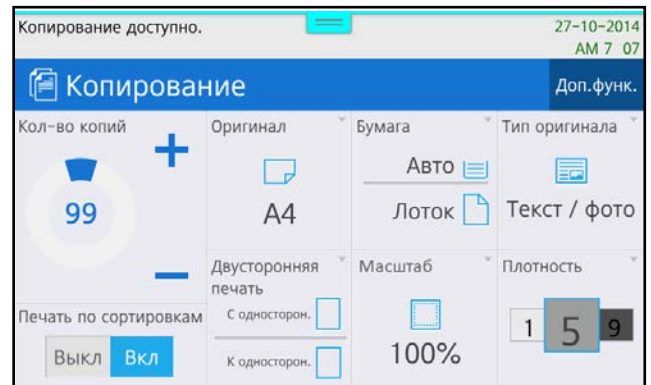 Копирование доступно.
27-10-2014
AM 7 07
Копирование
Доп.функ.
Кол-во копий
99
Печать по сортировкам
Выкл Вкл
Оригинал
A4
Бумага
Авто
Лоток
Тип оригинала
Текст / фото
Двусторонняя
печать
С односторон.
К односторон.
Масштаб
100%
Плотность
1 5 9